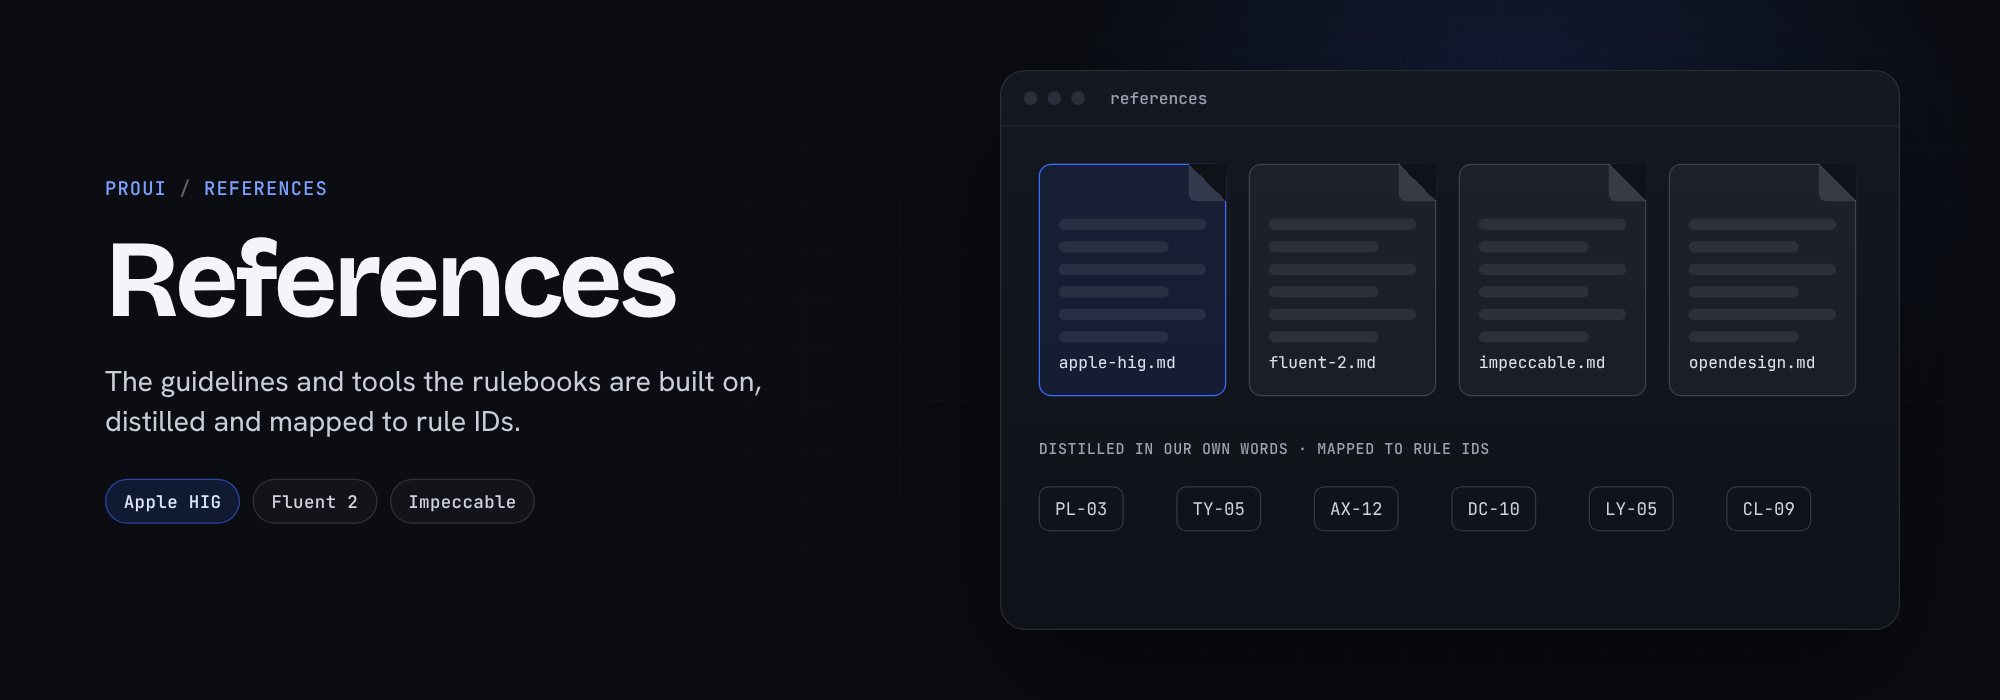 PROUI / REFERENCES
References
The guidelines and tools the rulebooks are built on,
distilled and mapped to rule IDs.
Apple HIG
Fluent 2
Impeccable
references
apple-hig.md
fluent-2.md
impeccable.md
opendesign.md
DISTILLED IN OUR OWN WORDS · MAPPED TO RULE IDS
PL-03
TY-05
AX-12
DC-10
LY-05
CL-09